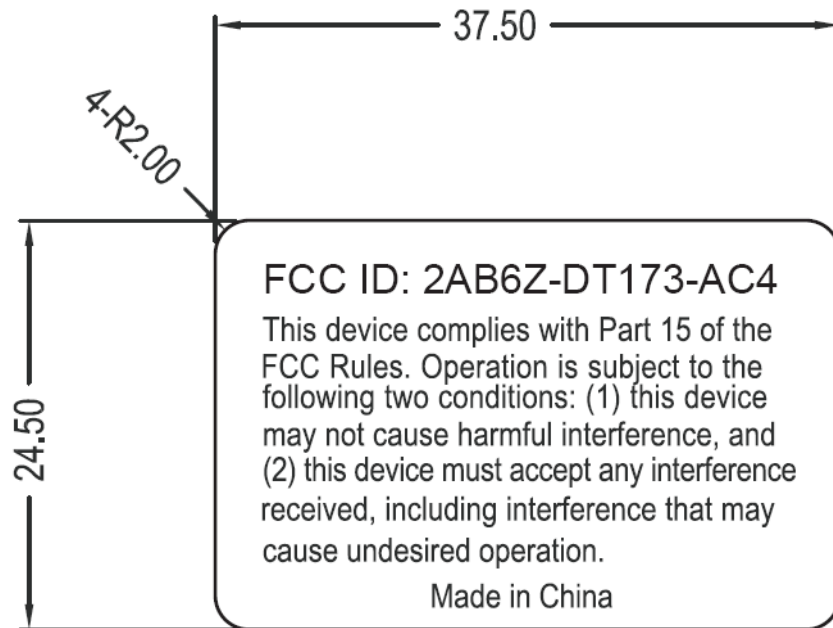 37.50
4-R2.00
24.50
FCC ID: 2AB6Z-DT173-AC4
This device complies with Part 15 of the
FCC Rules. Operation is subject to the
following two conditions: (1) this device
may not cause harmful interference, and
(2) this device must accept any interference
received, including interference that may
cause undesired operation.
Made in China